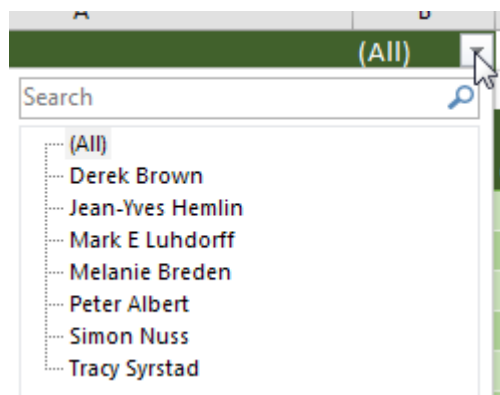 A B
(All)
Search
(All)
Derek Brown
Jean-Yves Hemlin
Mark E Luhdorff
Melanie Breden
Peter Albert
Simon Nuss
Tracy Syrstad